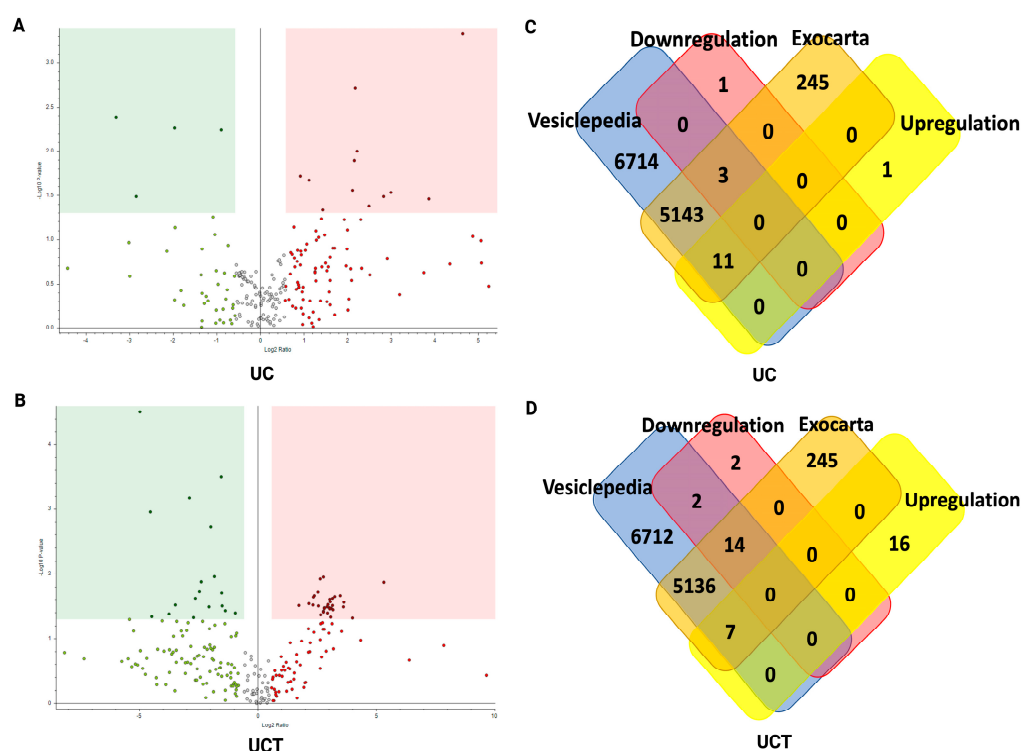 A
3.0
2.5
2.0
1.5
1.0
0.5
0.0
-Log10 P-value
-4
-3
-2
-1
0
1
2
3
4
5
Log2 Ratio
UC
B
4
3
2
1
0
-Log10 P-value
-5
0
5
10
Log2 Ratio
UCT
C
Downregulation
Exocarta
Vesiclepedia
Upregulation
1
245
0
0
0
6714
3
0
1
5143
0
0
11
0
0
UC
D
Downregulation
Exocarta
Vesiclepedia
Upregulation
2
245
2
0
0
6712
14
0
16
5136
0
0
7
0
0
UCT